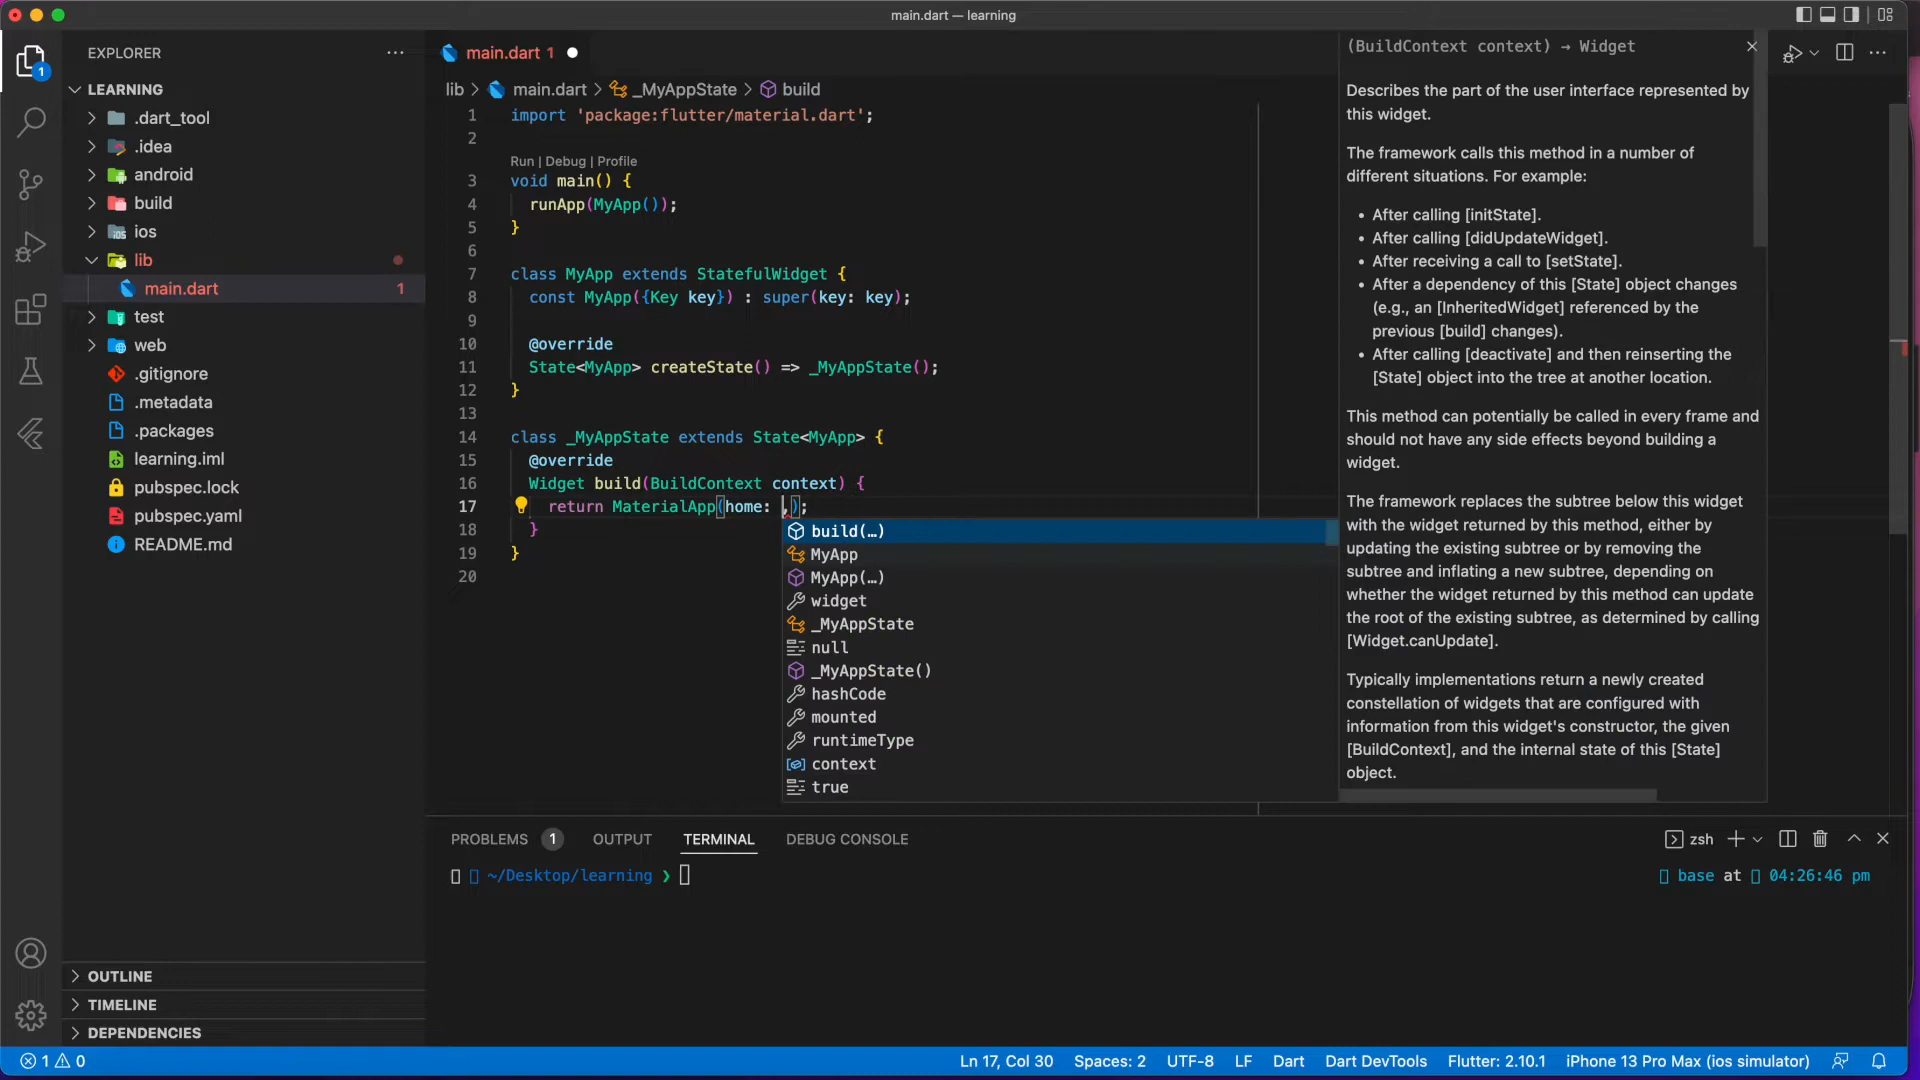 main.dart — learning
1
EXPLORER
LEARNING
.dart_tool
.idea
android
build
ios
lib
main.dart 1
test
web
.gitignore
.metadata
.packages
learning.iml
pubspec.lock
pubspec.yaml
README.md
OUTLINE
TIMELINE
DEPENDENCIES
main.dart 1
lib > main.dart > _MyAppState > build
1 import 'package:flutter/material.dart';
2
Run | Debug | Profile
3 void main() {
4 runApp(MyApp());
5 }
6
7 class MyApp extends StatefulWidget {
8 const MyApp({Key key}) : super(key: key);
9
10 @override
11 State<MyApp> createState() => _MyAppState();
12 }
13
14 class _MyAppState extends State<MyApp> {
15 @override
16 Widget build(BuildContext context) {
17 return MaterialApp(home: ,);
18 }
19 }
20
build(…)
MyApp
MyApp(…)
widget
_MyAppState
null
_MyAppState()
hashCode
mounted
runtimeType
context
true
(BuildContext context) → Widget
Describes the part of the user interface represented by
this widget.
The framework calls this method in a number of
different situations. For example:
• After calling [initState].
• After calling [didUpdateWidget].
• After receiving a call to [setState].
• After a dependency of this [State] object changes
(e.g., an [InheritedWidget] referenced by the
previous [build] changes).
• After calling [deactivate] and then reinserting the
[State] object into the tree at another location.
This method can potentially be called in every frame and
should not have any side effects beyond building a
widget.
The framework replaces the subtree below this widget
with the widget returned by this method, either by
updating the existing subtree or by removing the
subtree and inflating a new subtree, depending on
whether the widget returned by this method can update
the root of the existing subtree, as determined by calling
[Widget.canUpdate].
Typically implementations return a newly created
constellation of widgets that are configured with
information from this widget's constructor, the given
[BuildContext], and the internal state of this [State]
object.
PROBLEMS 1 OUTPUT TERMINAL DEBUG CONSOLE
zsh
~/Desktop/learning ❯
base at 04:26:46 pm
1 0
Ln 17, Col 30 Spaces: 2 UTF-8 LF Dart Dart DevTools Flutter: 2.10.1 iPhone 13 Pro Max (ios simulator)